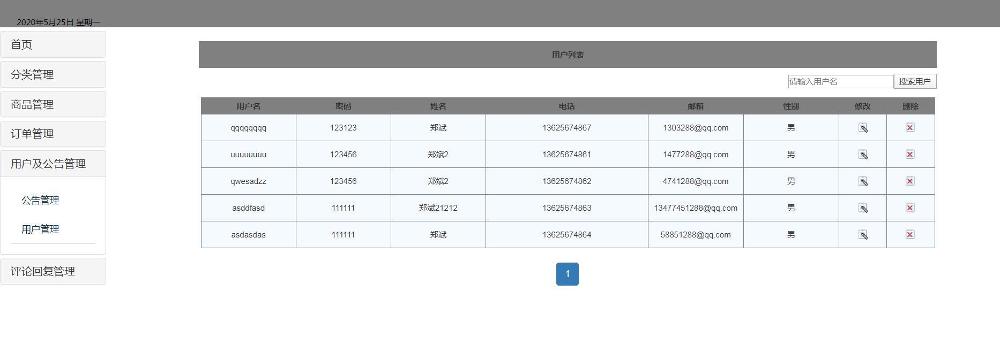 2020年5月25日 星期一
首页
分类管理
商品管理
订单管理
用户及公告管理
公告管理
用户管理
评论回复管理
用户列表
请输入用户名 搜索用户
用户名 密码 姓名 电话 邮箱 性别 修改 删除
qqqqqqqq 123123 郑斌 13625674867 1303288@qq.com 男
uuuuuuuu 123456 郑斌2 13625674861 1477288@qq.com 男
qwesadzz 123456 郑斌2 13625674862 4741288@qq.com 男
asddfasd 111111 郑斌21212 13625674863 13477451288@qq.com 男
asdasdas 111111 郑斌 13625674864 58851288@qq.com 男
1